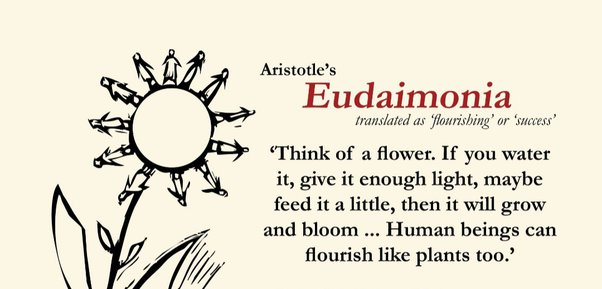 Aristotle's
Eudaimonia
translated as 'flourishing' or 'success'
'Think of a flower. If you water
it, give it enough light, maybe
feed it a little, then it will grow
and bloom ... Human beings can
flourish like plants too.'